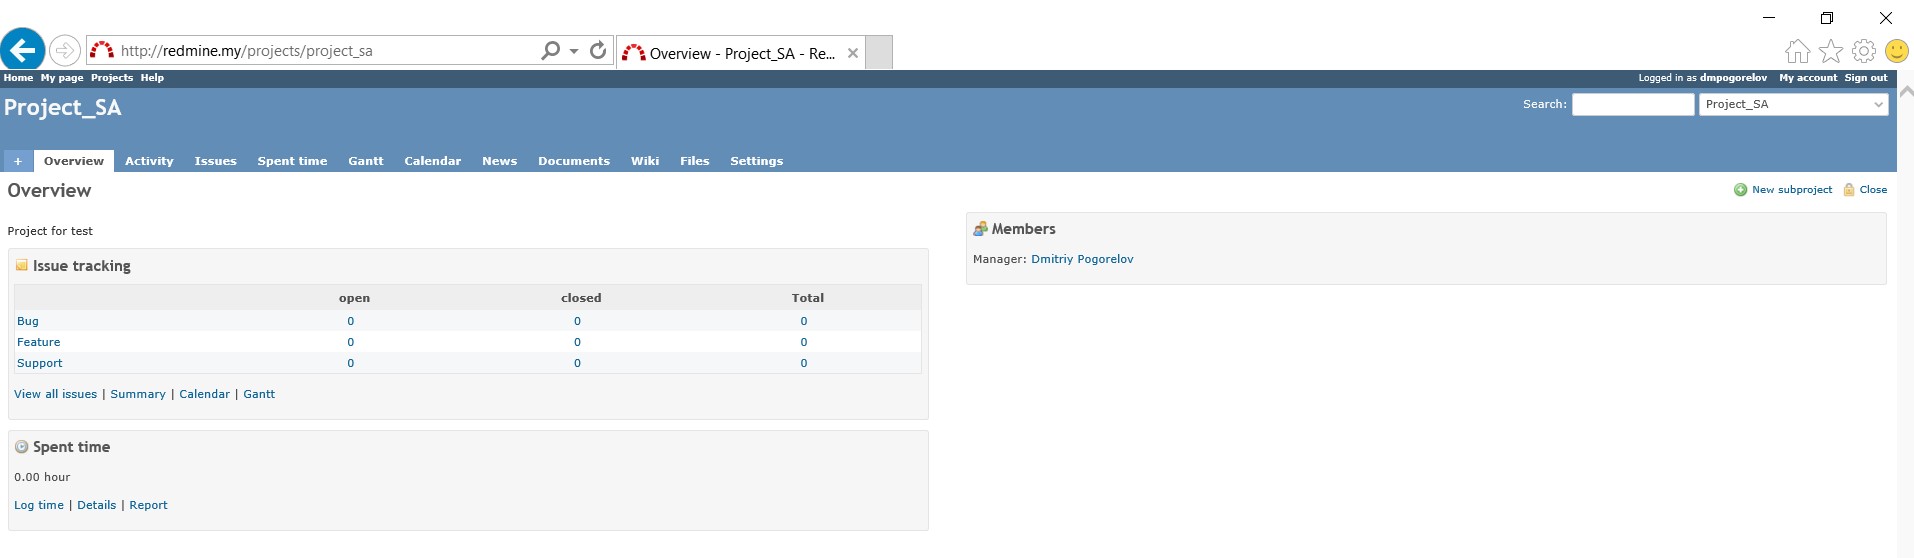 http://redmine.my/projects/project_sa
Overview - Project_SA - Re...
Home My page Projects Help
Logged in as dmpogorelov My account Sign out
Project_SA
Search:
Project_SA
+ Overview Activity Issues Spent time Gantt Calendar News Documents Wiki Files Settings
Overview
New subproject Close
Project for test
Issue tracking
open closed Total
Bug 0 0 0
Feature 0 0 0
Support 0 0 0
View all issues | Summary | Calendar | Gantt
Spent time
0.00 hour
Log time | Details | Report
Members
Manager: Dmitriy Pogorelov